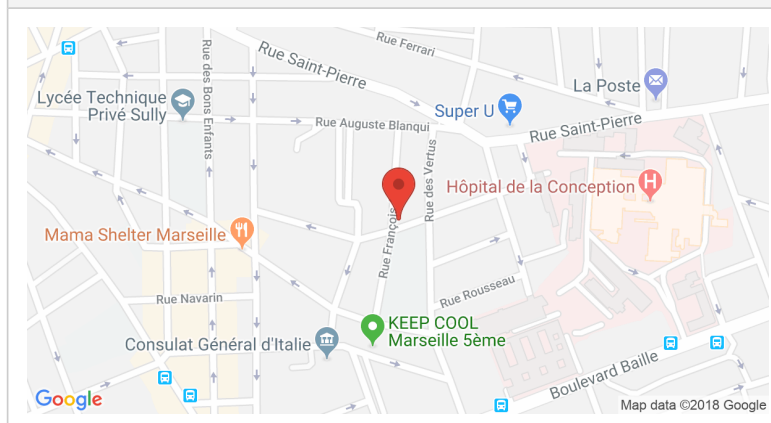 Rue Ferrari
Rue Saint-Pierre
Rue des Bons Enfants
La Poste
Lycée Technique
Privé Sully
Super U
Rue Auguste Blanqui
Rue Saint-Pierre
Rue des Vertus
Hôpital de la Conception
H
Rue François
Mama Shelter Marseille
Rue Rousseau
Rue Navarin
KEEP COOL
Marseille 5ème
Consulat Général d'Italie
Boulevard Baille
Google
Map data ©2018 Google